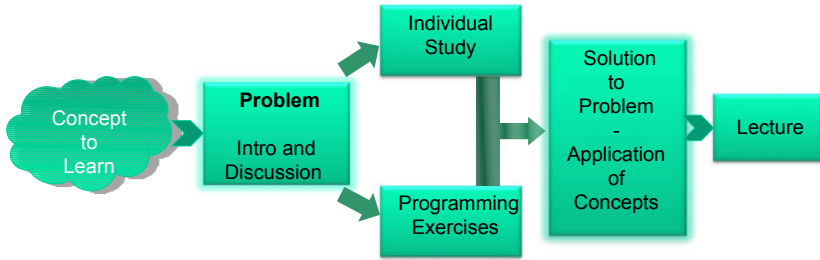 Concept
to
Learn
Problem
Intro and
Discussion
Individual
Study
Programming
Exercises
Solution
to
Problem
-
Application
of
Concepts
Lecture